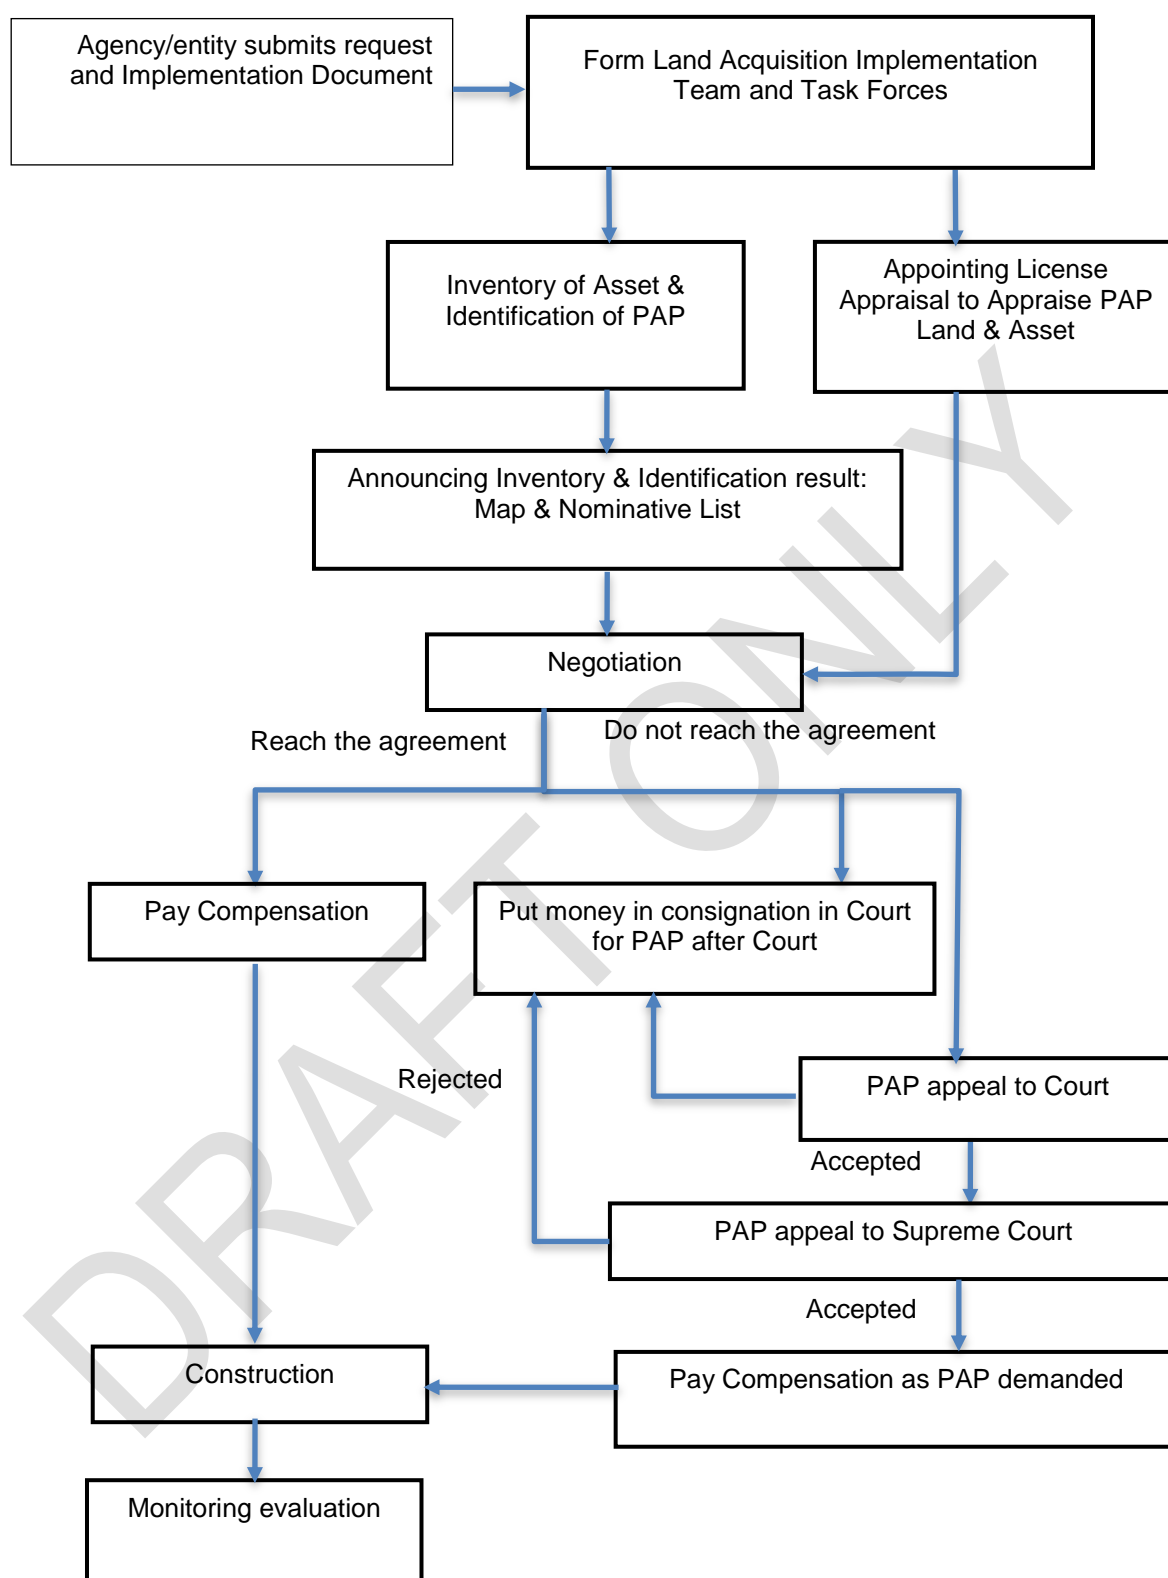 Agency/entity submits request
and Implementation Document
Form Land Acquisition Implementation
Team and Task Forces
Inventory of Asset &
Identification of PAP
Appointing License
Appraisal to Appraise PAP
Land & Asset
Announcing Inventory & Identification result:
Map & Nominative List
Negotiation
Reach the agreement
Do not reach the agreement
Pay Compensation
Put money in consignation in Court
for PAP after Court
Rejected
PAP appeal to Court
Accepted
PAP appeal to Supreme Court
Accepted
Construction
Pay Compensation as PAP demanded
Monitoring evaluation
DRAFT ONLY